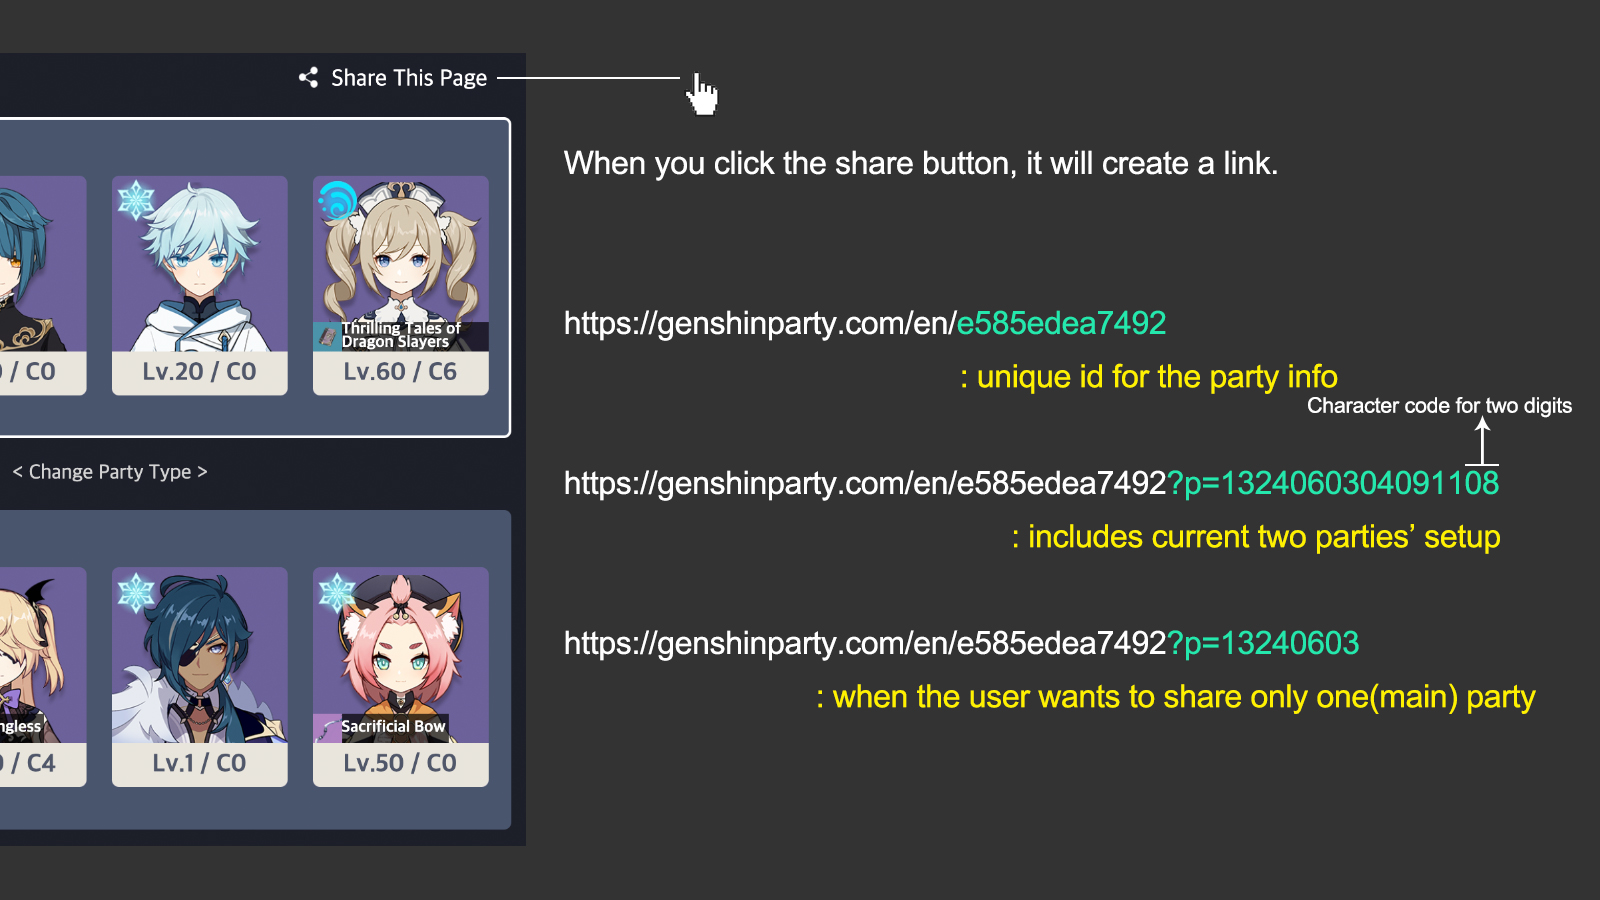 Share This Page
When you click the share button, it will create a link.
Thrilling Tales of
Dragon Slayers
/ C0
Lv.20 / C0
Lv.60 / C6
https://genshinparty.com/en/e585edea7492
: unique id for the party info
Character code for two digits
< Change Party Type >
https://genshinparty.com/en/e585edea7492?p=1324060304091108
: includes current two parties’ setup
https://genshinparty.com/en/e585edea7492?p=13240603
: when the user wants to share only one(main) party
ngless
Sacrificial Bow
/ C4
Lv.1 / C0
Lv.50 / C0